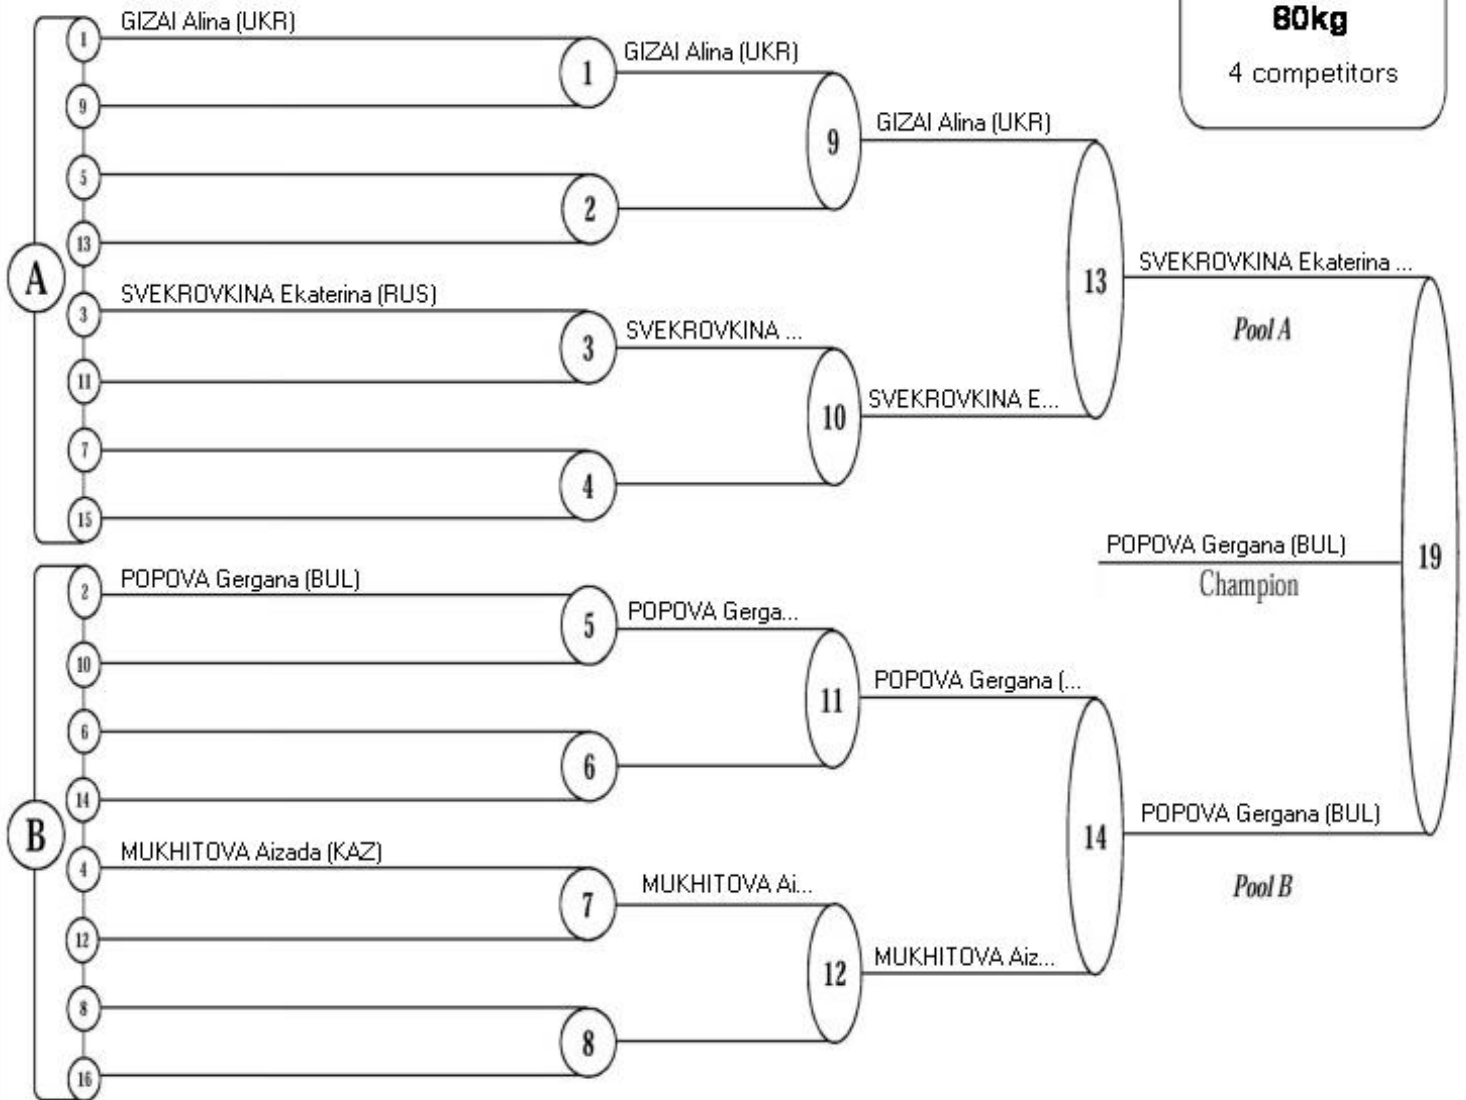 80kg
4 competitors
A
1
GIZAI Alina (UKR)
9
5
13
3
SVEKROVKINA Ekaterina (RUS)
11
7
15
B
2
POPOVA Gergana (BUL)
10
6
14
4
MUKHITOVA Aizada (KAZ)
12
8
16
1
2
3
4
5
6
7
8
GIZAI Alina (UKR)
SVEKROVKINA ...
POPOVA Gerga...
MUKHITOVA Ai...
9
10
11
12
GIZAI Alina (UKR)
SVEKROVKINA E...
POPOVA Gergana (...
MUKHITOVA Aiz...
13
14
SVEKROVKINA Ekaterina ...
Pool A
POPOVA Gergana (BUL)
Champion
POPOVA Gergana (BUL)
Pool B
19